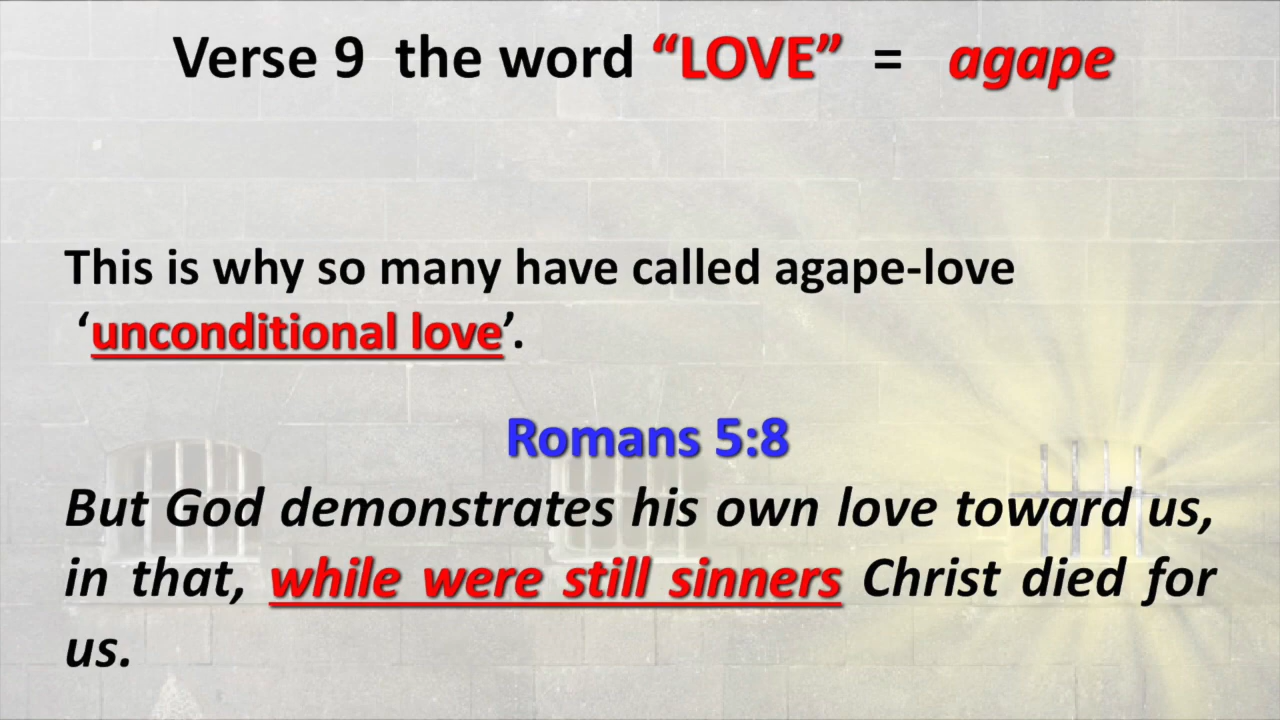 Verse 9 the word “LOVE” = agape
This is why so many have called agape-love
‘unconditional love’.
Romans 5:8
But God demonstrates his own love toward us,
in that, while were still sinners Christ died for
us.